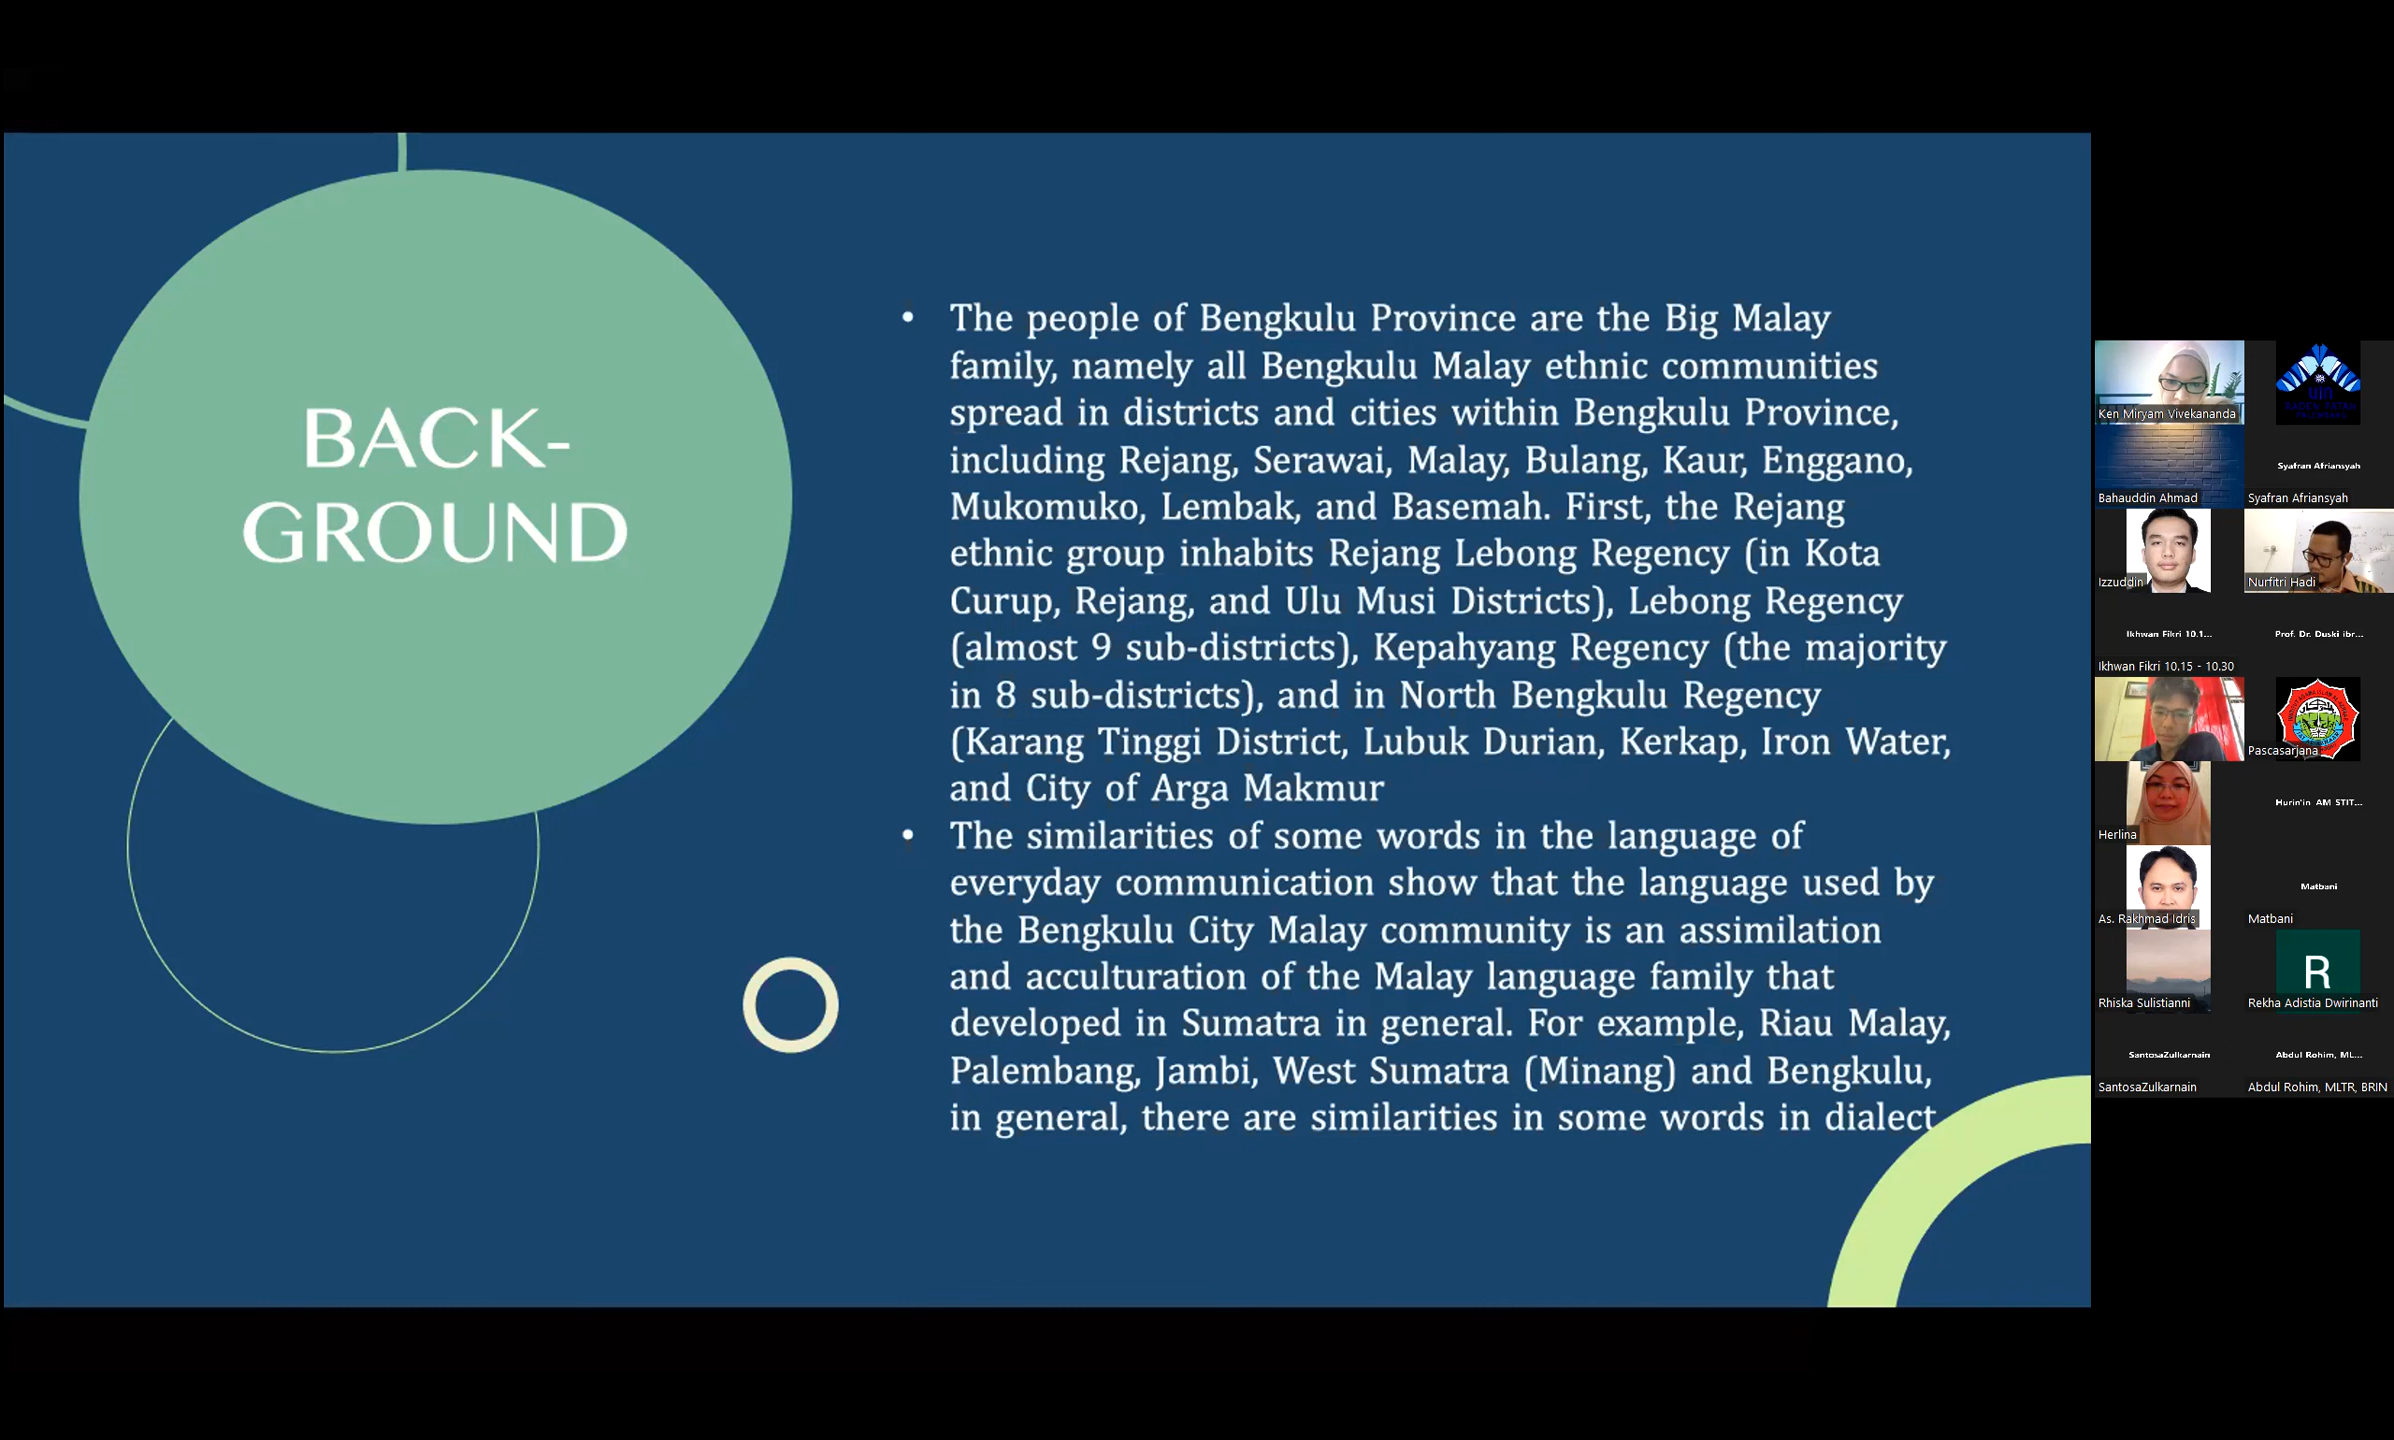 BACK-
GROUND
• The people of Bengkulu Province are the Big Malay
family, namely all Bengkulu Malay ethnic communities
spread in districts and cities within Bengkulu Province,
including Rejang, Serawai, Malay, Bulang, Kaur, Enggano,
Mukomuko, Lembak, and Basemah. First, the Rejang
ethnic group inhabits Rejang Lebong Regency (in Kota
Curup, Rejang, and Ulu Musi Districts), Lebong Regency
(almost 9 sub-districts), Kepahyang Regency (the majority
in 8 sub-districts), and in North Bengkulu Regency
(Karang Tinggi District, Lubuk Durian, Kerkap, Iron Water,
and City of Arga Makmur
• The similarities of some words in the language of
everyday communication show that the language used by
the Bengkulu City Malay community is an assimilation
and acculturation of the Malay language family that
developed in Sumatra in general. For example, Riau Malay,
Palembang, Jambi, West Sumatra (Minang) and Bengkulu,
in general, there are similarities in some words in dialect
Ken Miryam Vivekananda
uin
Syafran Afriansyah
Bahauddin Ahmad
Syafran Afriansyah
Izzuddin
Nurfitri Hadi
Ikhwan Fikri 10.1...
Prof. Dr. Duski ibr...
Ikhwan Fikri 10.15 - 10.30
Pascasarjana
Herlina
Hurin'in AM STIT...
As. Rakhmad Idris
Matbani
Matbani
Rhiska Sulistianni
R
Rekha Adistia Dwirinanti
SantosaZulkarnain
Abdul Rohim, ML...
SantosaZulkarnain
Abdul Rohim, MLTR, BRIN